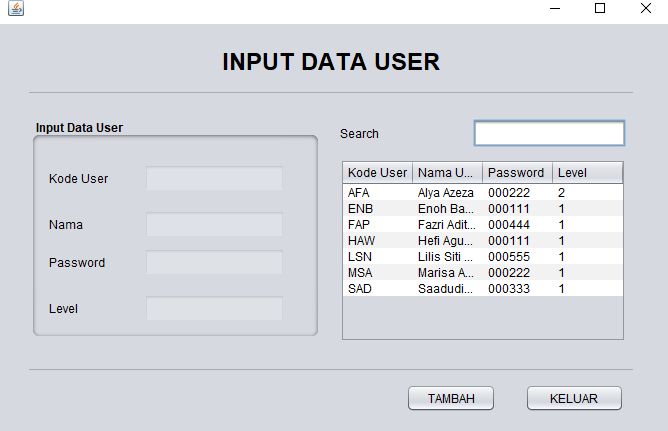 INPUT DATA USER
Input Data User
Kode User
Nama
Password
Level
Search
Kode User Nama U... Password Level
AFA Alya Azeza 000222 2
ENB Enoh Ba... 000111 1
FAP Fazri Adit... 000444 1
HAW Hefi Agu... 000111 1
LSN Lilis Siti ... 000555 1
MSA Marisa A... 000222 1
SAD Saadudi... 000333 1
TAMBAH KELUAR